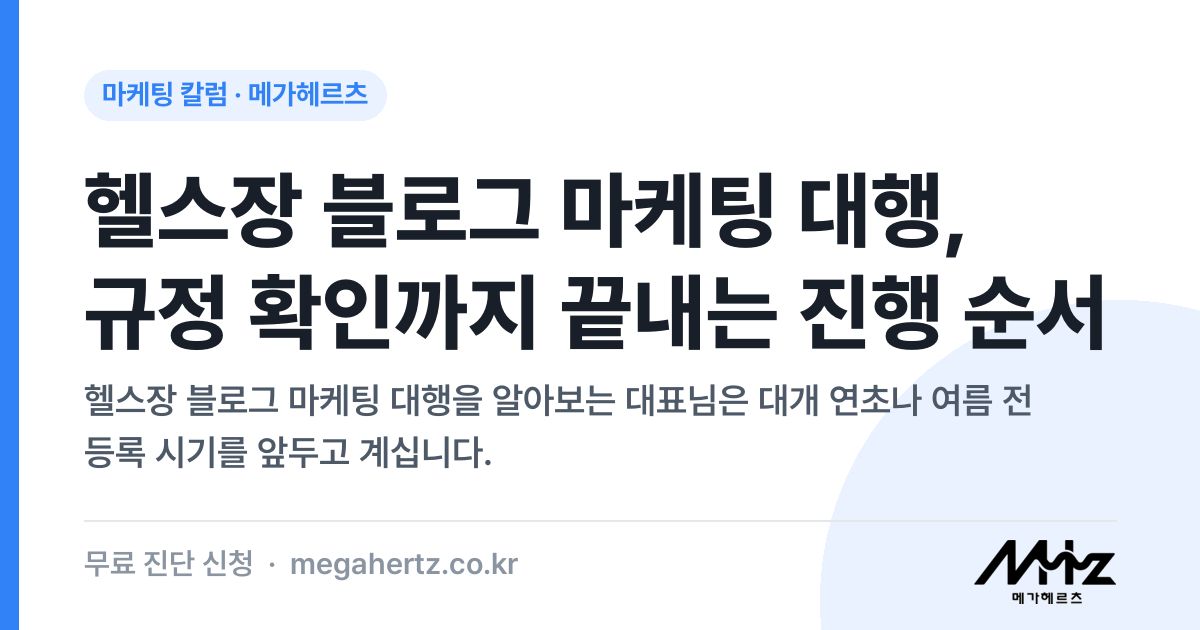 마케팅 칼럼 · 메가헤르츠
헬스장 블로그 마케팅 대행,
규정 확인까지 끝내는 진행 순서
헬스장 블로그 마케팅 대행을 알아보는 대표님은 대개 연초나 여름 전
등록 시기를 앞두고 계십니다.
무료 진단 신청 · megahertz.co.kr
MHz
메가헤르츠